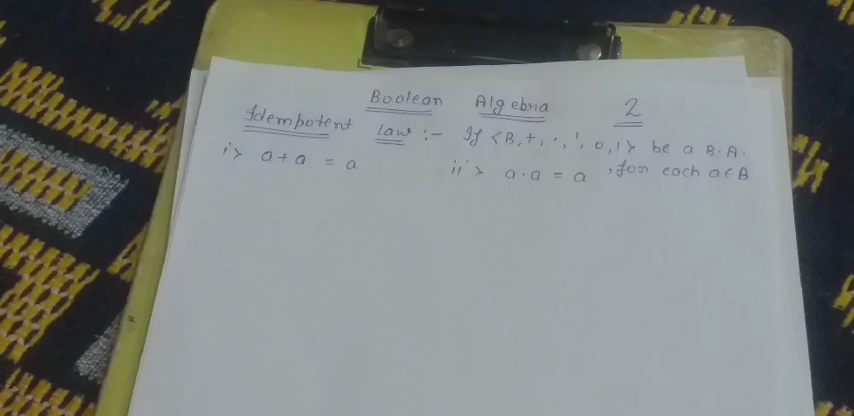 Boolean Algebra 2
Idempotent Law :- If <B, +, ·, ', 0, 1> be a B.A.
i> a+a = a ii> a·a = a , for each a∈B